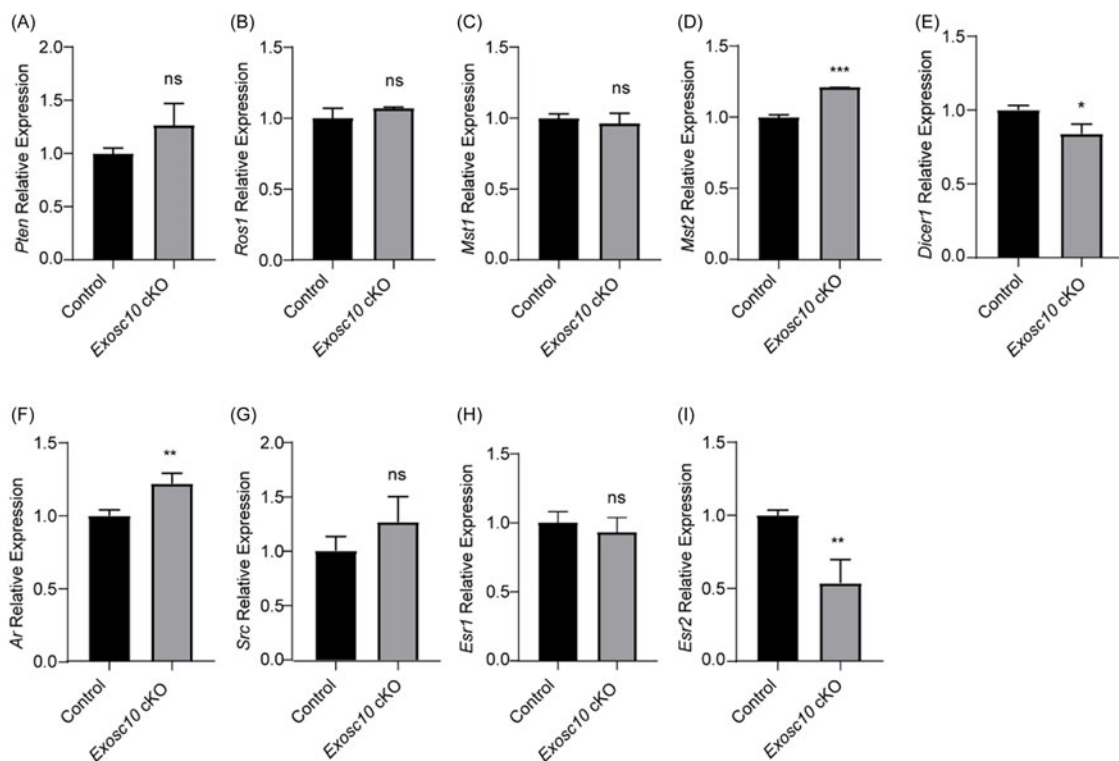 (A)
Pten Relative Expression
2.0
1.5
1.0
0.5
0.0
ns
Control
Exosc10 cKO
(B)
Ros1 Relative Expression
1.5
1.0
0.5
0.0
ns
Control
Exosc10 cKO
(C)
Mst1 Relative Expression
1.5
1.0
0.5
0.0
ns
Control
Exosc10 cKO
(D)
Mst2 Relative Expression
1.5
1.0
0.5
0.0
***
Control
Exosc10 cKO
(E)
Dicer1 Relative Expression
1.5
1.0
0.5
0.0
*
Control
Exosc10 cKO
(F)
Ar Relative Expression
1.5
1.0
0.5
0.0
**
Control
Exosc10 cKO
(G)
Src Relative Expression
2.0
1.5
1.0
0.5
0.0
ns
Control
Exosc10 cKO
(H)
Esr1 Relative Expression
1.5
1.0
0.5
0.0
ns
Control
Exosc10 cKO
(I)
Esr2 Relative Expression
1.5
1.0
0.5
0.0
**
Control
Exosc10 cKO